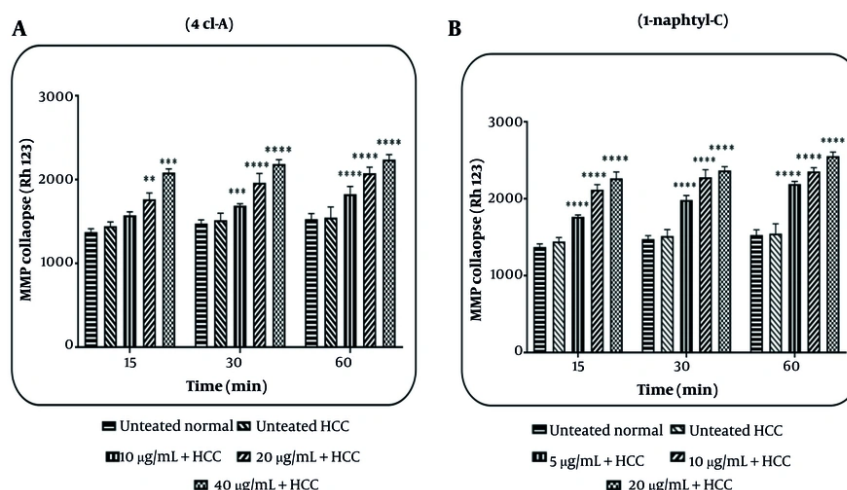 A
(4 cl-A)
MMP collaopse (Rh 123)
3000
2000
1000
0
**
***
***
****
****
****
****
****
15
30
60
Time (min)
Unteated normal
Unteated HCC
10 µg/mL + HCC
20 µg/mL + HCC
40 µg/mL + HCC
B
(1-naphtyl-C)
MMP collaopse (Rh 123)
3000
2000
1000
0
****
****
****
****
****
****
****
****
****
15
30
60
Time (min)
Unteated normal
Unteated HCC
5 µg/mL + HCC
10 µg/mL + HCC
20 µg/mL + HCC